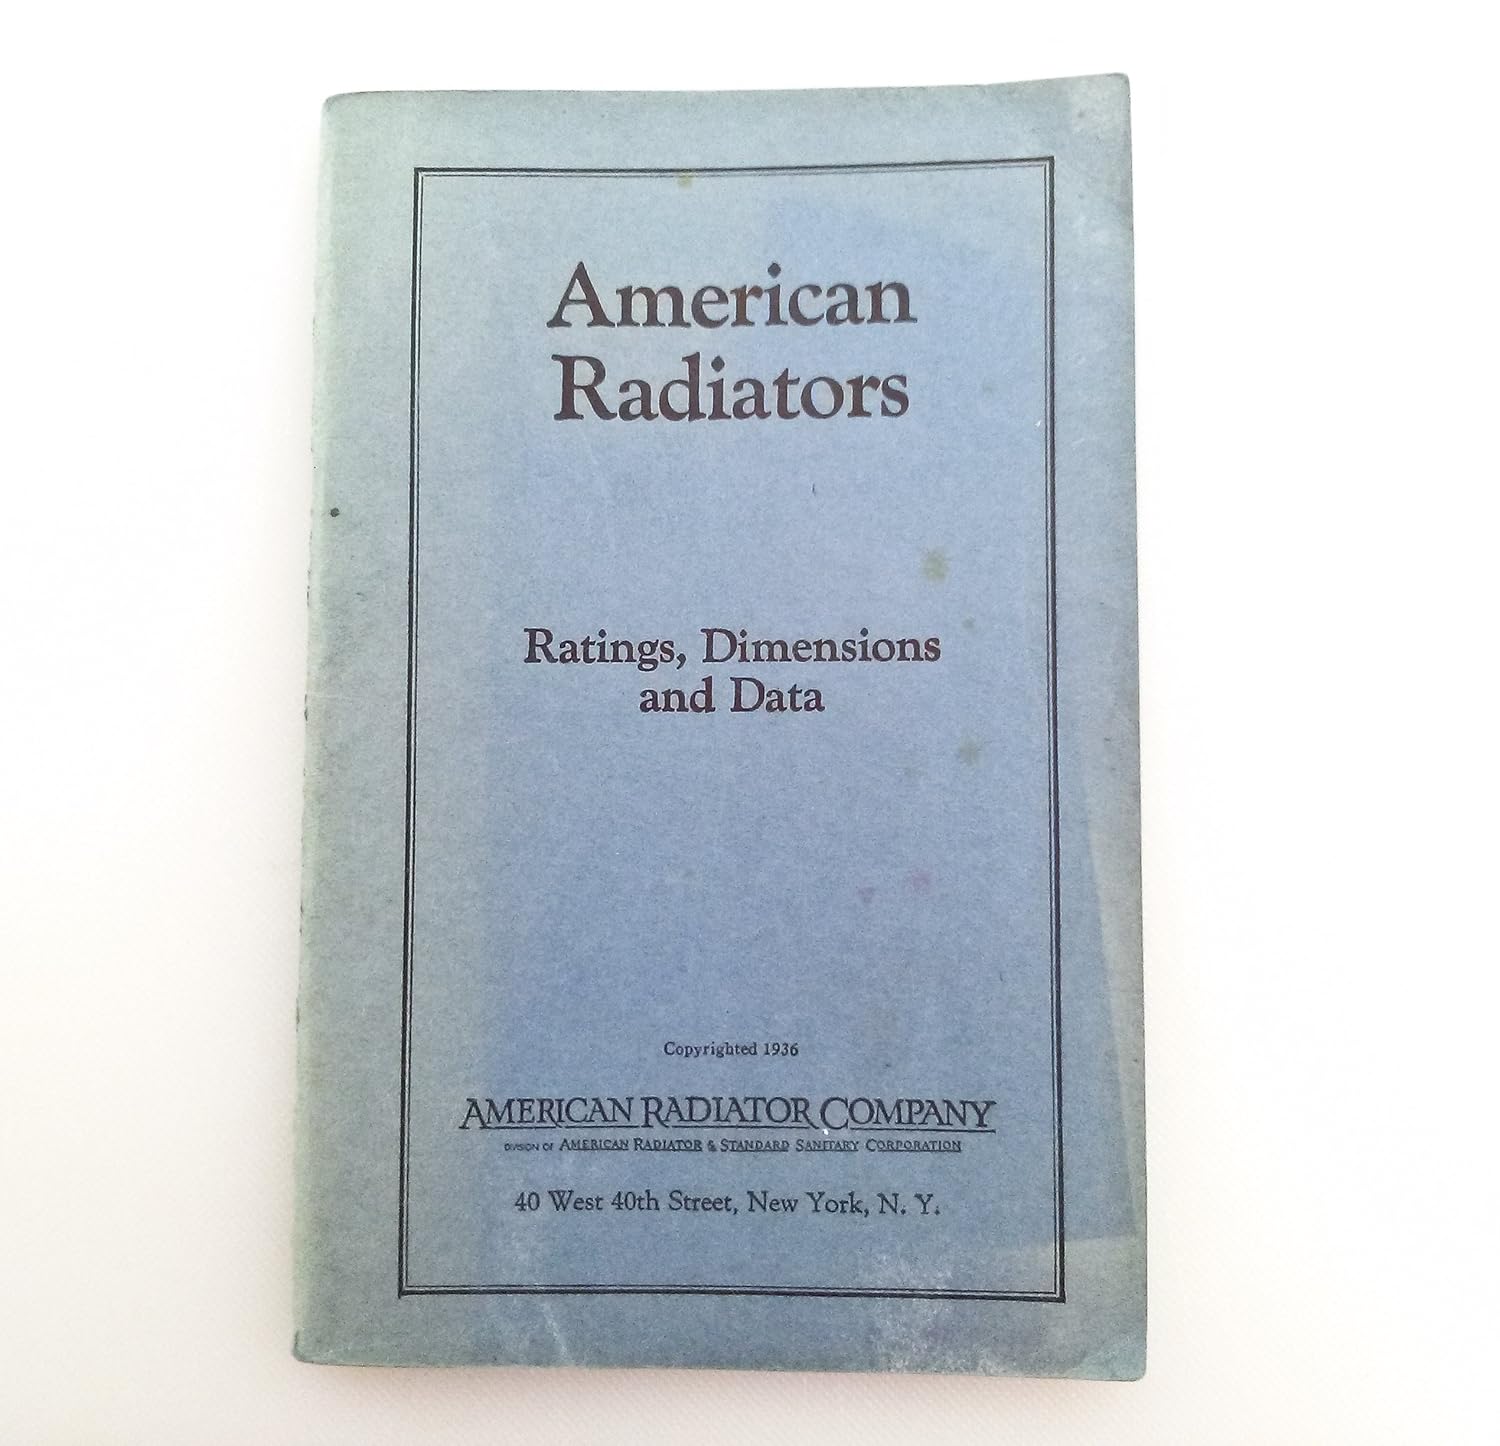 American
Radiators
Ratings, Dimensions
and Data
Copyrighted 1936
AMERICAN RADIATOR COMPANY
DIVISION OF AMERICAN RADIATOR & STANDARD SANITARY CORPORATION
40 West 40th Street, New York, N. Y.